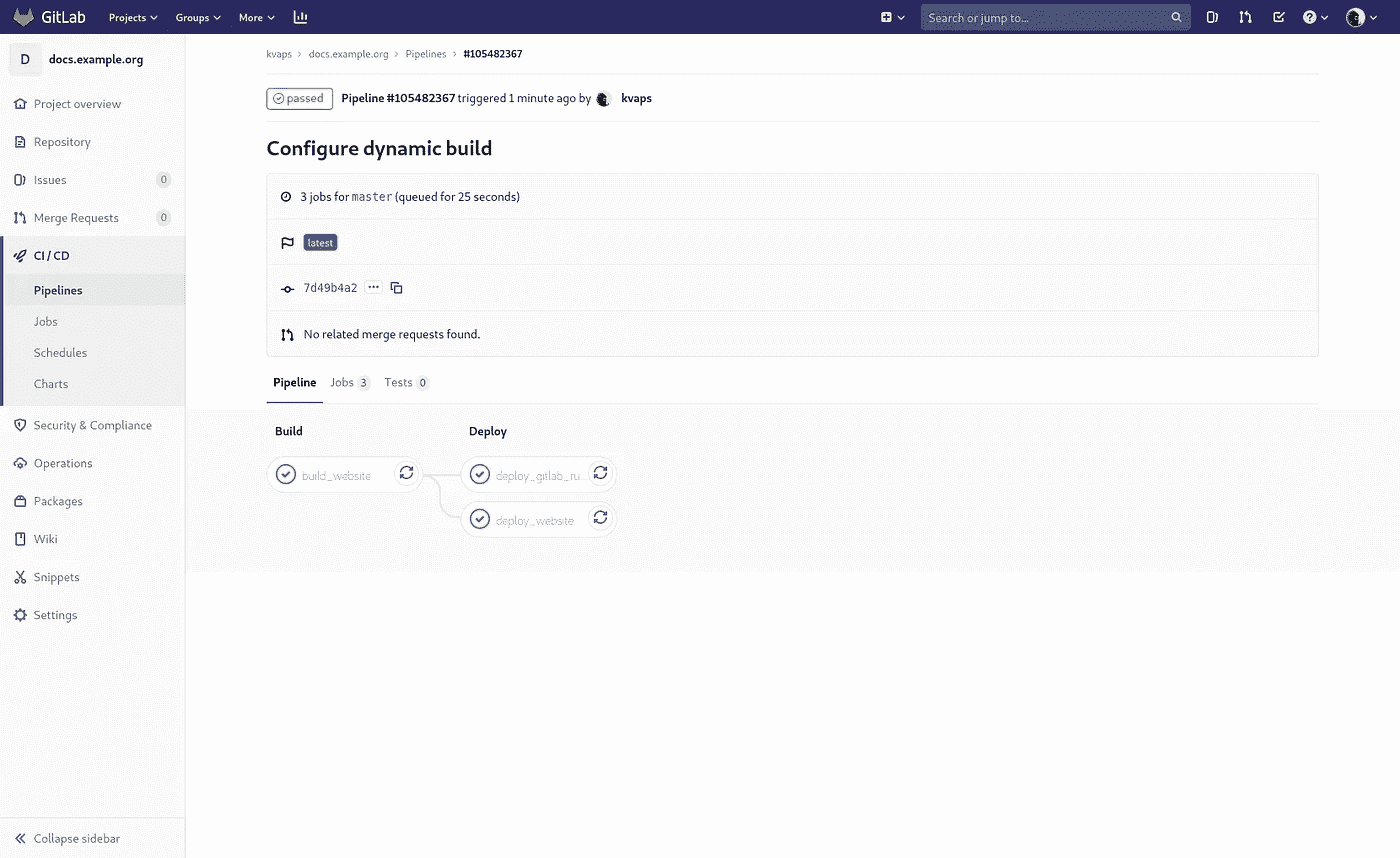 GitLab Projects Groups More Search or jump to...
D docs.example.org
Project overview
Repository
Issues 0
Merge Requests 0
CI / CD
Pipelines
Jobs
Schedules
Charts
Security & Compliance
Operations
Packages
Wiki
Snippets
Settings
Collapse sidebar
kvaps > docs.example.org > Pipelines > #105482367
passed Pipeline #105482367 triggered 1 minute ago by kvaps
Configure dynamic build
3 jobs for master (queued for 25 seconds)
latest
7d49b4a2 ...
No related merge requests found.
Pipeline Jobs 3 Tests 0
Build Deploy
build_website deploy_gitlab_ru...
deploy_website